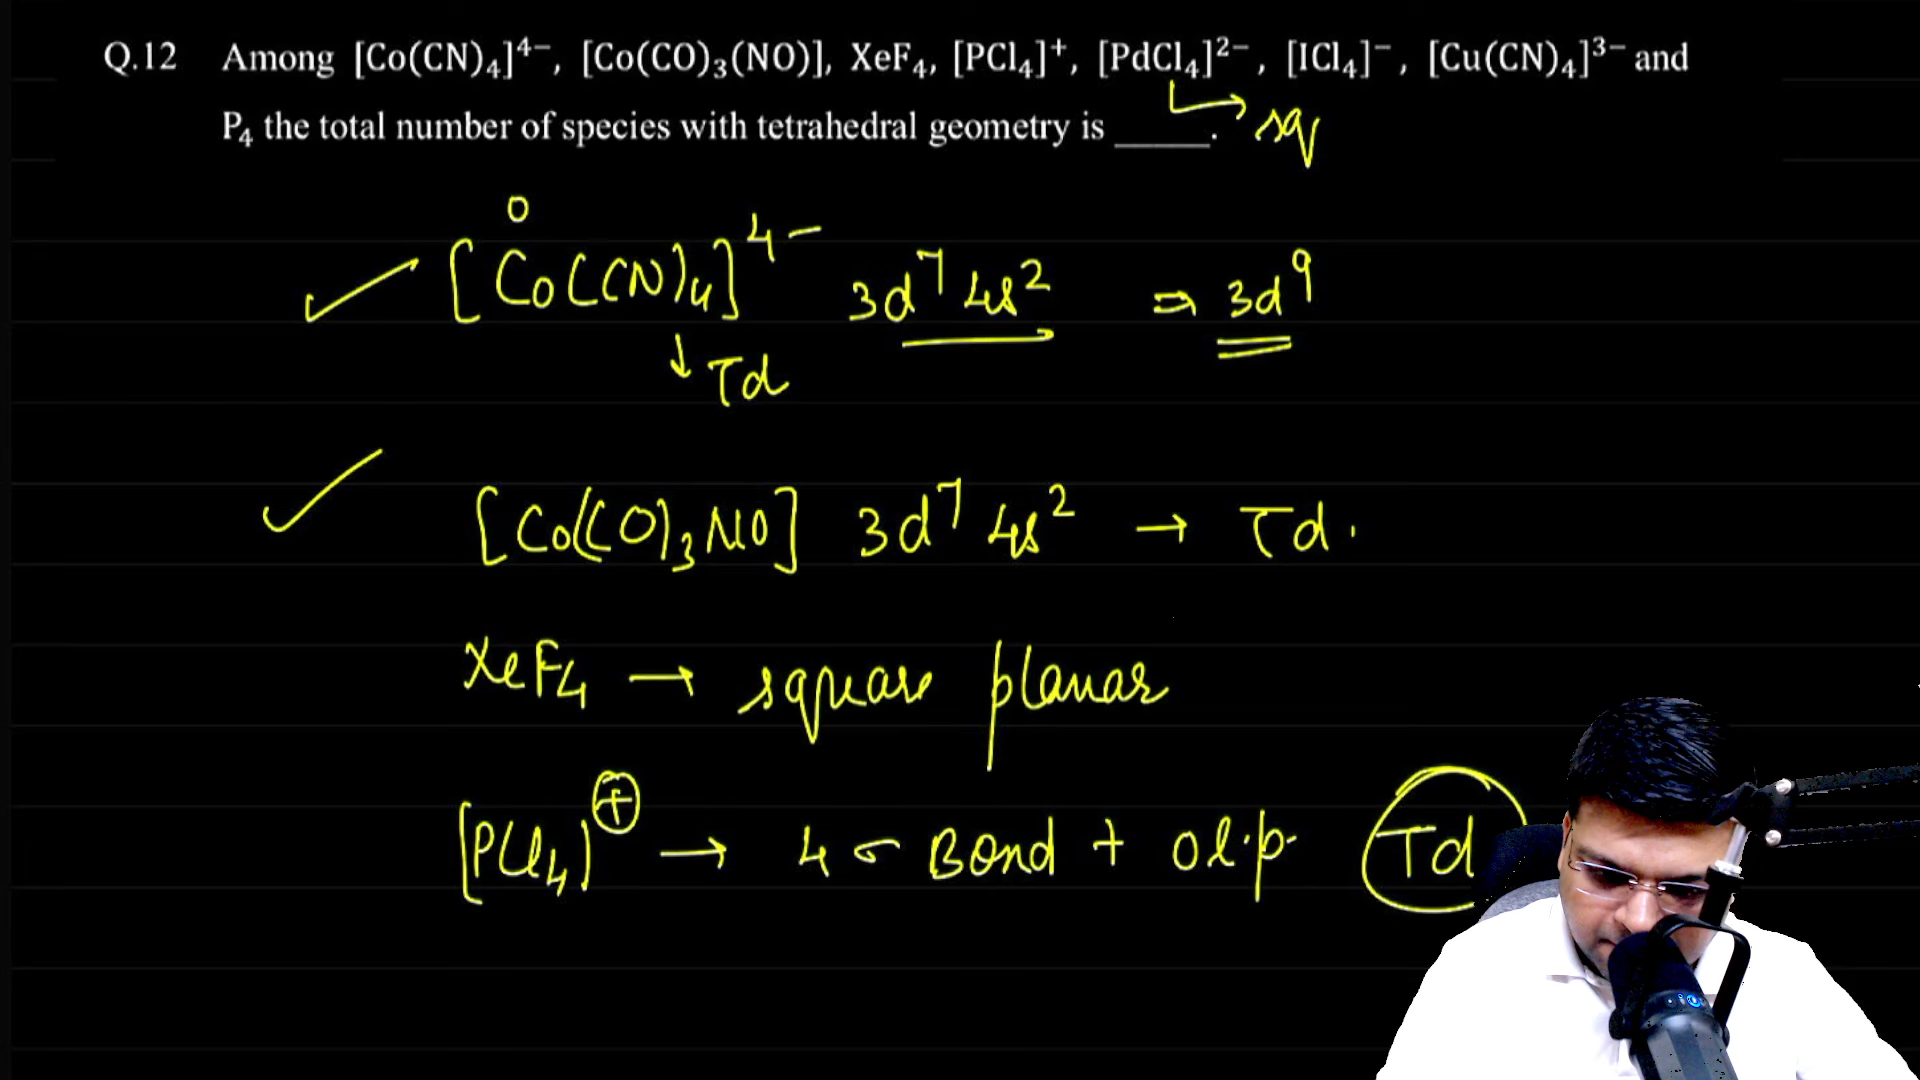 Q.12 Among [Co(CN)₄]⁴⁻, [Co(CO)₃(NO)], XeF₄, [PCl₄]⁺, [PdCl₄]²⁻, [ICl₄]⁻, [Cu(CN)₄]³⁻ and
P₄ the total number of species with tetrahedral geometry is ______.
→ sq
0
✓ [Co(CN)₄]⁴⁻ 3d⁷ 4s² ⇒ 3d⁹
↓ Td
✓ [Co(CO)₃NO] 3d⁷ 4s² → Td.
XeF₄ → square planar
[PCl₄]⊕ → 4 σ Bond + 0 l.p. Td